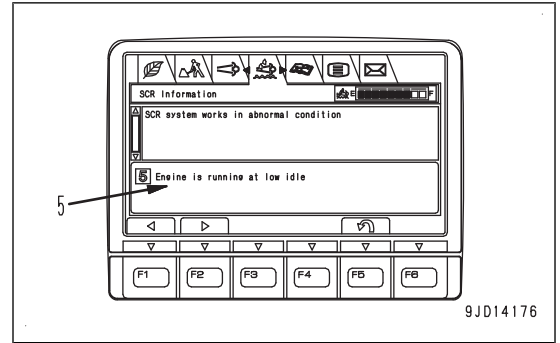 SCR Information
E F
SCR system works in abnormal condition
5 Engine is running at low idle
5
F1 F2 F3 F4 F5 F6
9JD14176